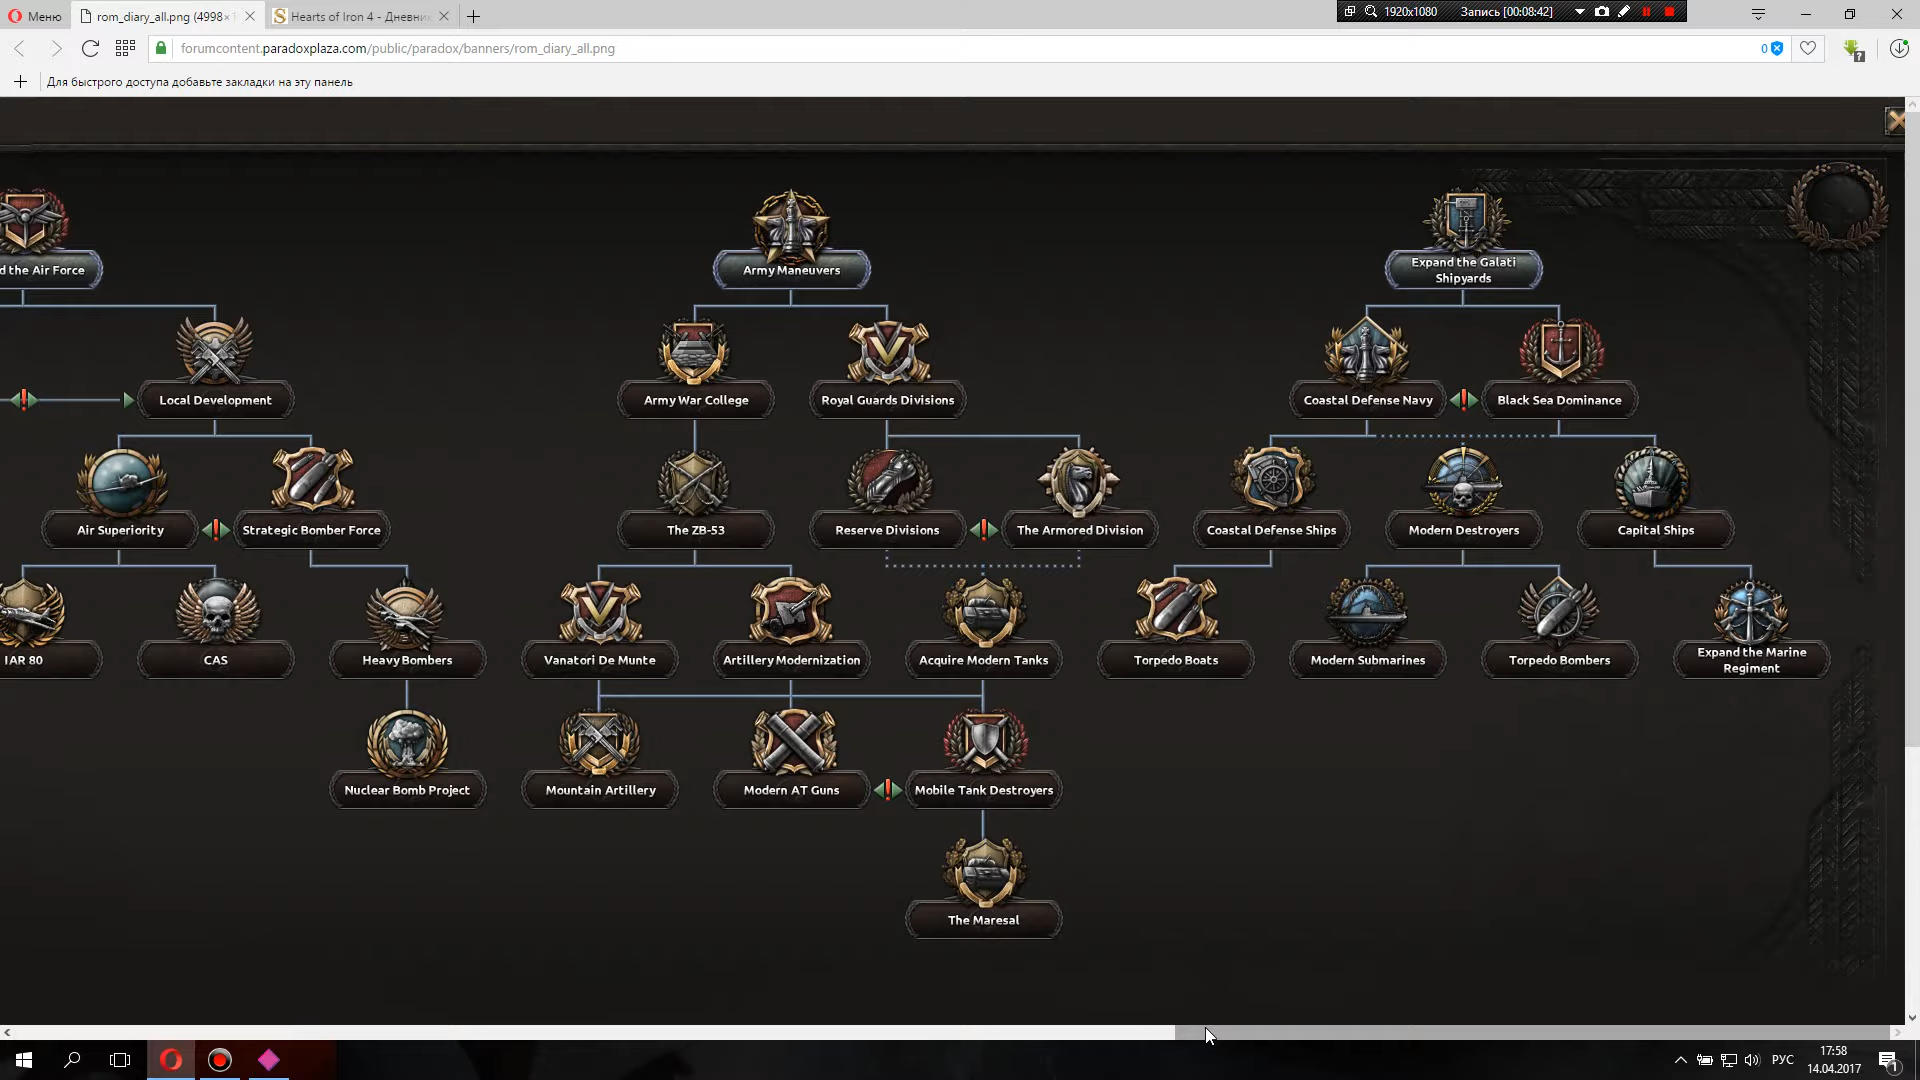 Меню
rom_diary_all.png (4998×
Hearts of Iron 4 - Дневник
1920x1080
Запись [00:08:42]
forumcontent.paradoxplaza.com/public/paradox/banners/rom_diary_all.png
0
Для быстрого доступа добавьте закладки на эту панель
d the Air Force
Army Maneuvers
Expand the Galati
Shipyards
Local Development
Army War College
Royal Guards Divisions
Coastal Defense Navy
Black Sea Dominance
Air Superiority
Strategic Bomber Force
The ZB-53
Reserve Divisions
The Armored Division
Coastal Defense Ships
Modern Destroyers
Capital Ships
IAR 80
CAS
Heavy Bombers
Vanatori De Munte
Artillery Modernization
Acquire Modern Tanks
Torpedo Boats
Modern Submarines
Torpedo Bombers
Expand the Marine
Regiment
Nuclear Bomb Project
Mountain Artillery
Modern AT Guns
Mobile Tank Destroyers
The Maresal
РУС
17:58
14.04.2017
1